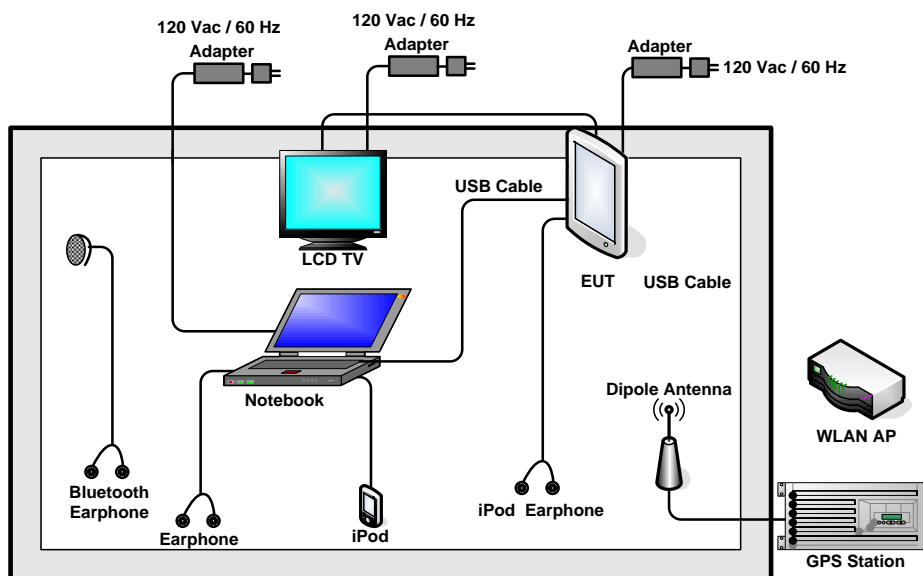 120 Vac / 60 Hz
Adapter
120 Vac / 60 Hz
Adapter
Adapter
120 Vac / 60 Hz
USB Cable
LCD TV
EUT
USB Cable
Notebook
Dipole Antenna
WLAN AP
Bluetooth
Earphone
Earphone
iPod
iPod Earphone
GPS Station